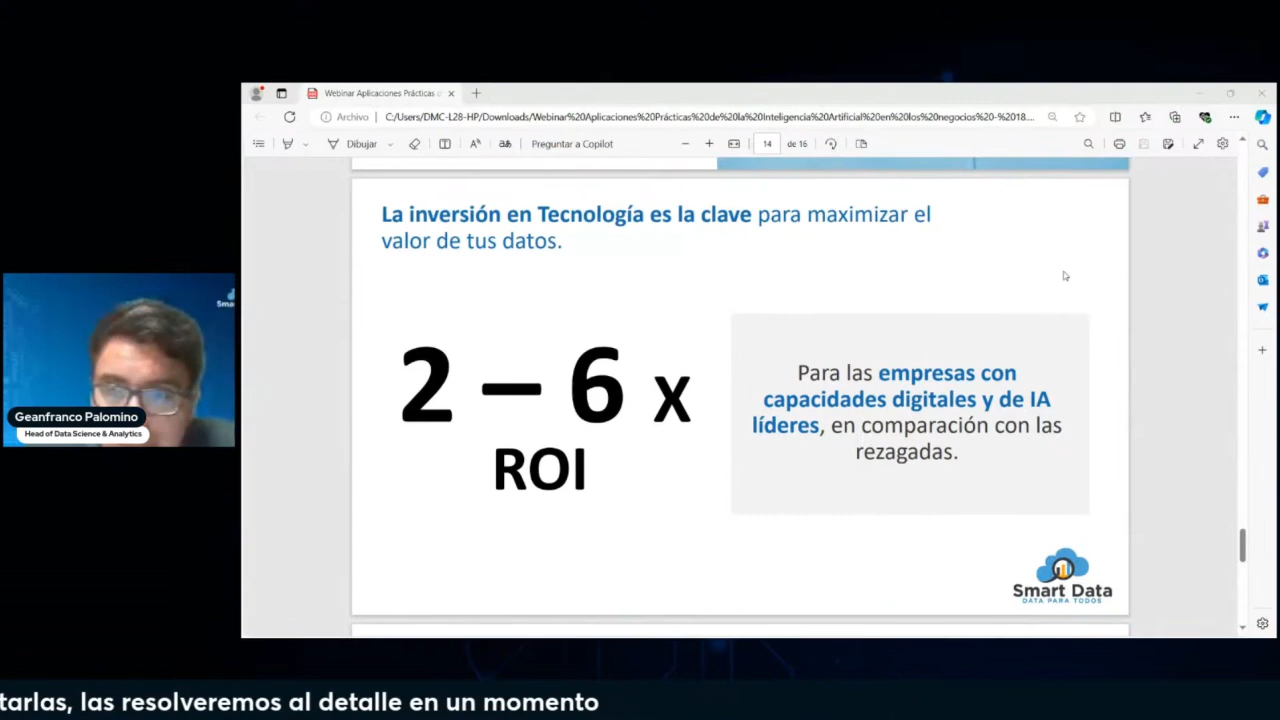 Webinar Aplicaciones Prácticas d
Archivo
C:/Users/DMC-L28-HP/Downloads/Webinar%20Aplicaciones%20Prácticas%20de%20la%20Inteligencia%20Artificial%20en%20los%20negocios%20-%2018....
Dibujar
Preguntar a Copilot
14
de 16
La inversión en Tecnología es la clave para maximizar el
valor de tus datos.
2 – 6 x
ROI
Para las empresas con
capacidades digitales y de IA
líderes, en comparación con las
rezagadas.
Smart Data
DATA PARA TODOS
Smar
Geanfranco Palomino
Head of Data Science & Analytics
tarlas, las resolveremos al detalle en un momento